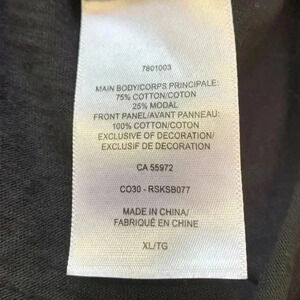 7801003
MAIN BODY/CORPS PRINCIPALE:
75% COTTON/COTON
25% MODAL
FRONT PANEL/AVANT PANNEAU:
100% COTTON/COTON
EXCLUSIVE OF DECORATION/
EXCLUSIF DE DECORATION
CA 55972
CO30 - RSKSB077
MADE IN CHINA/
FABRIQUÉ EN CHINE
XL/TG